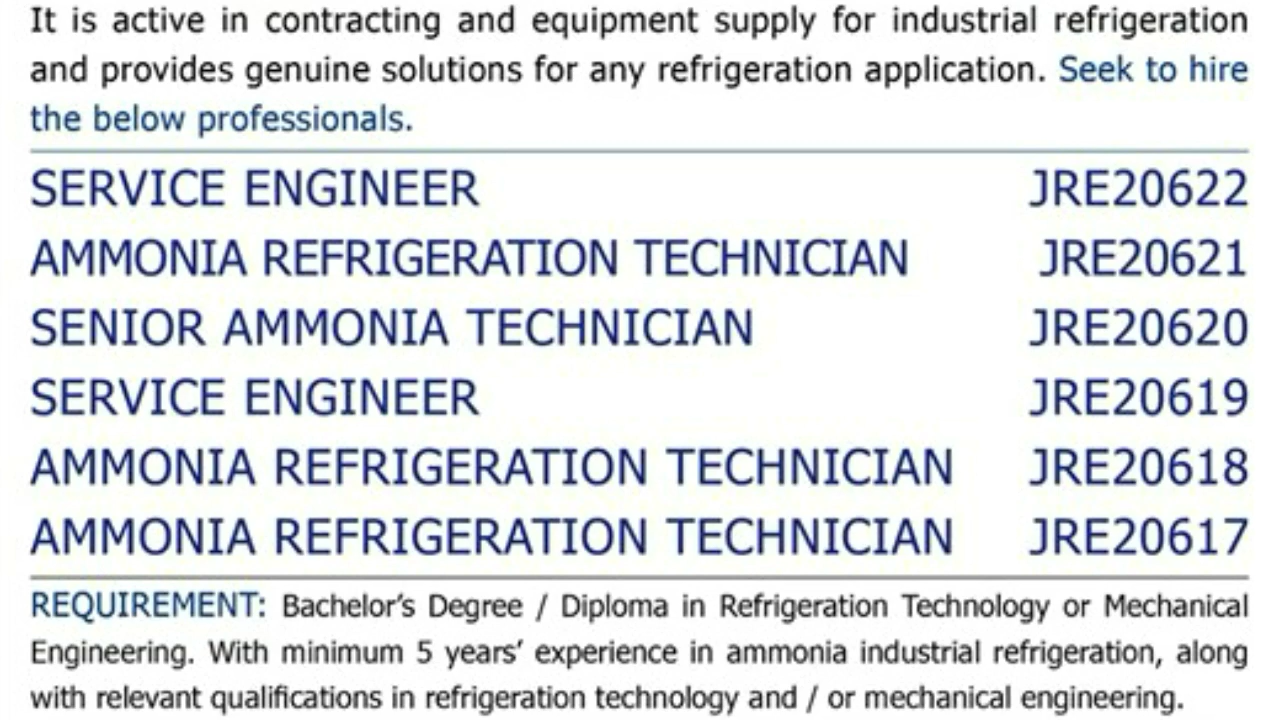 It is active in contracting and equipment supply for industrial refrigeration
and provides genuine solutions for any refrigeration application. Seek to hire
the below professionals.
SERVICE ENGINEER JRE20622
AMMONIA REFRIGERATION TECHNICIAN JRE20621
SENIOR AMMONIA TECHNICIAN JRE20620
SERVICE ENGINEER JRE20619
AMMONIA REFRIGERATION TECHNICIAN JRE20618
AMMONIA REFRIGERATION TECHNICIAN JRE20617
REQUIREMENT: Bachelor's Degree / Diploma in Refrigeration Technology or Mechanical
Engineering. With minimum 5 years' experience in ammonia industrial refrigeration, along
with relevant qualifications in refrigeration technology and / or mechanical engineering.